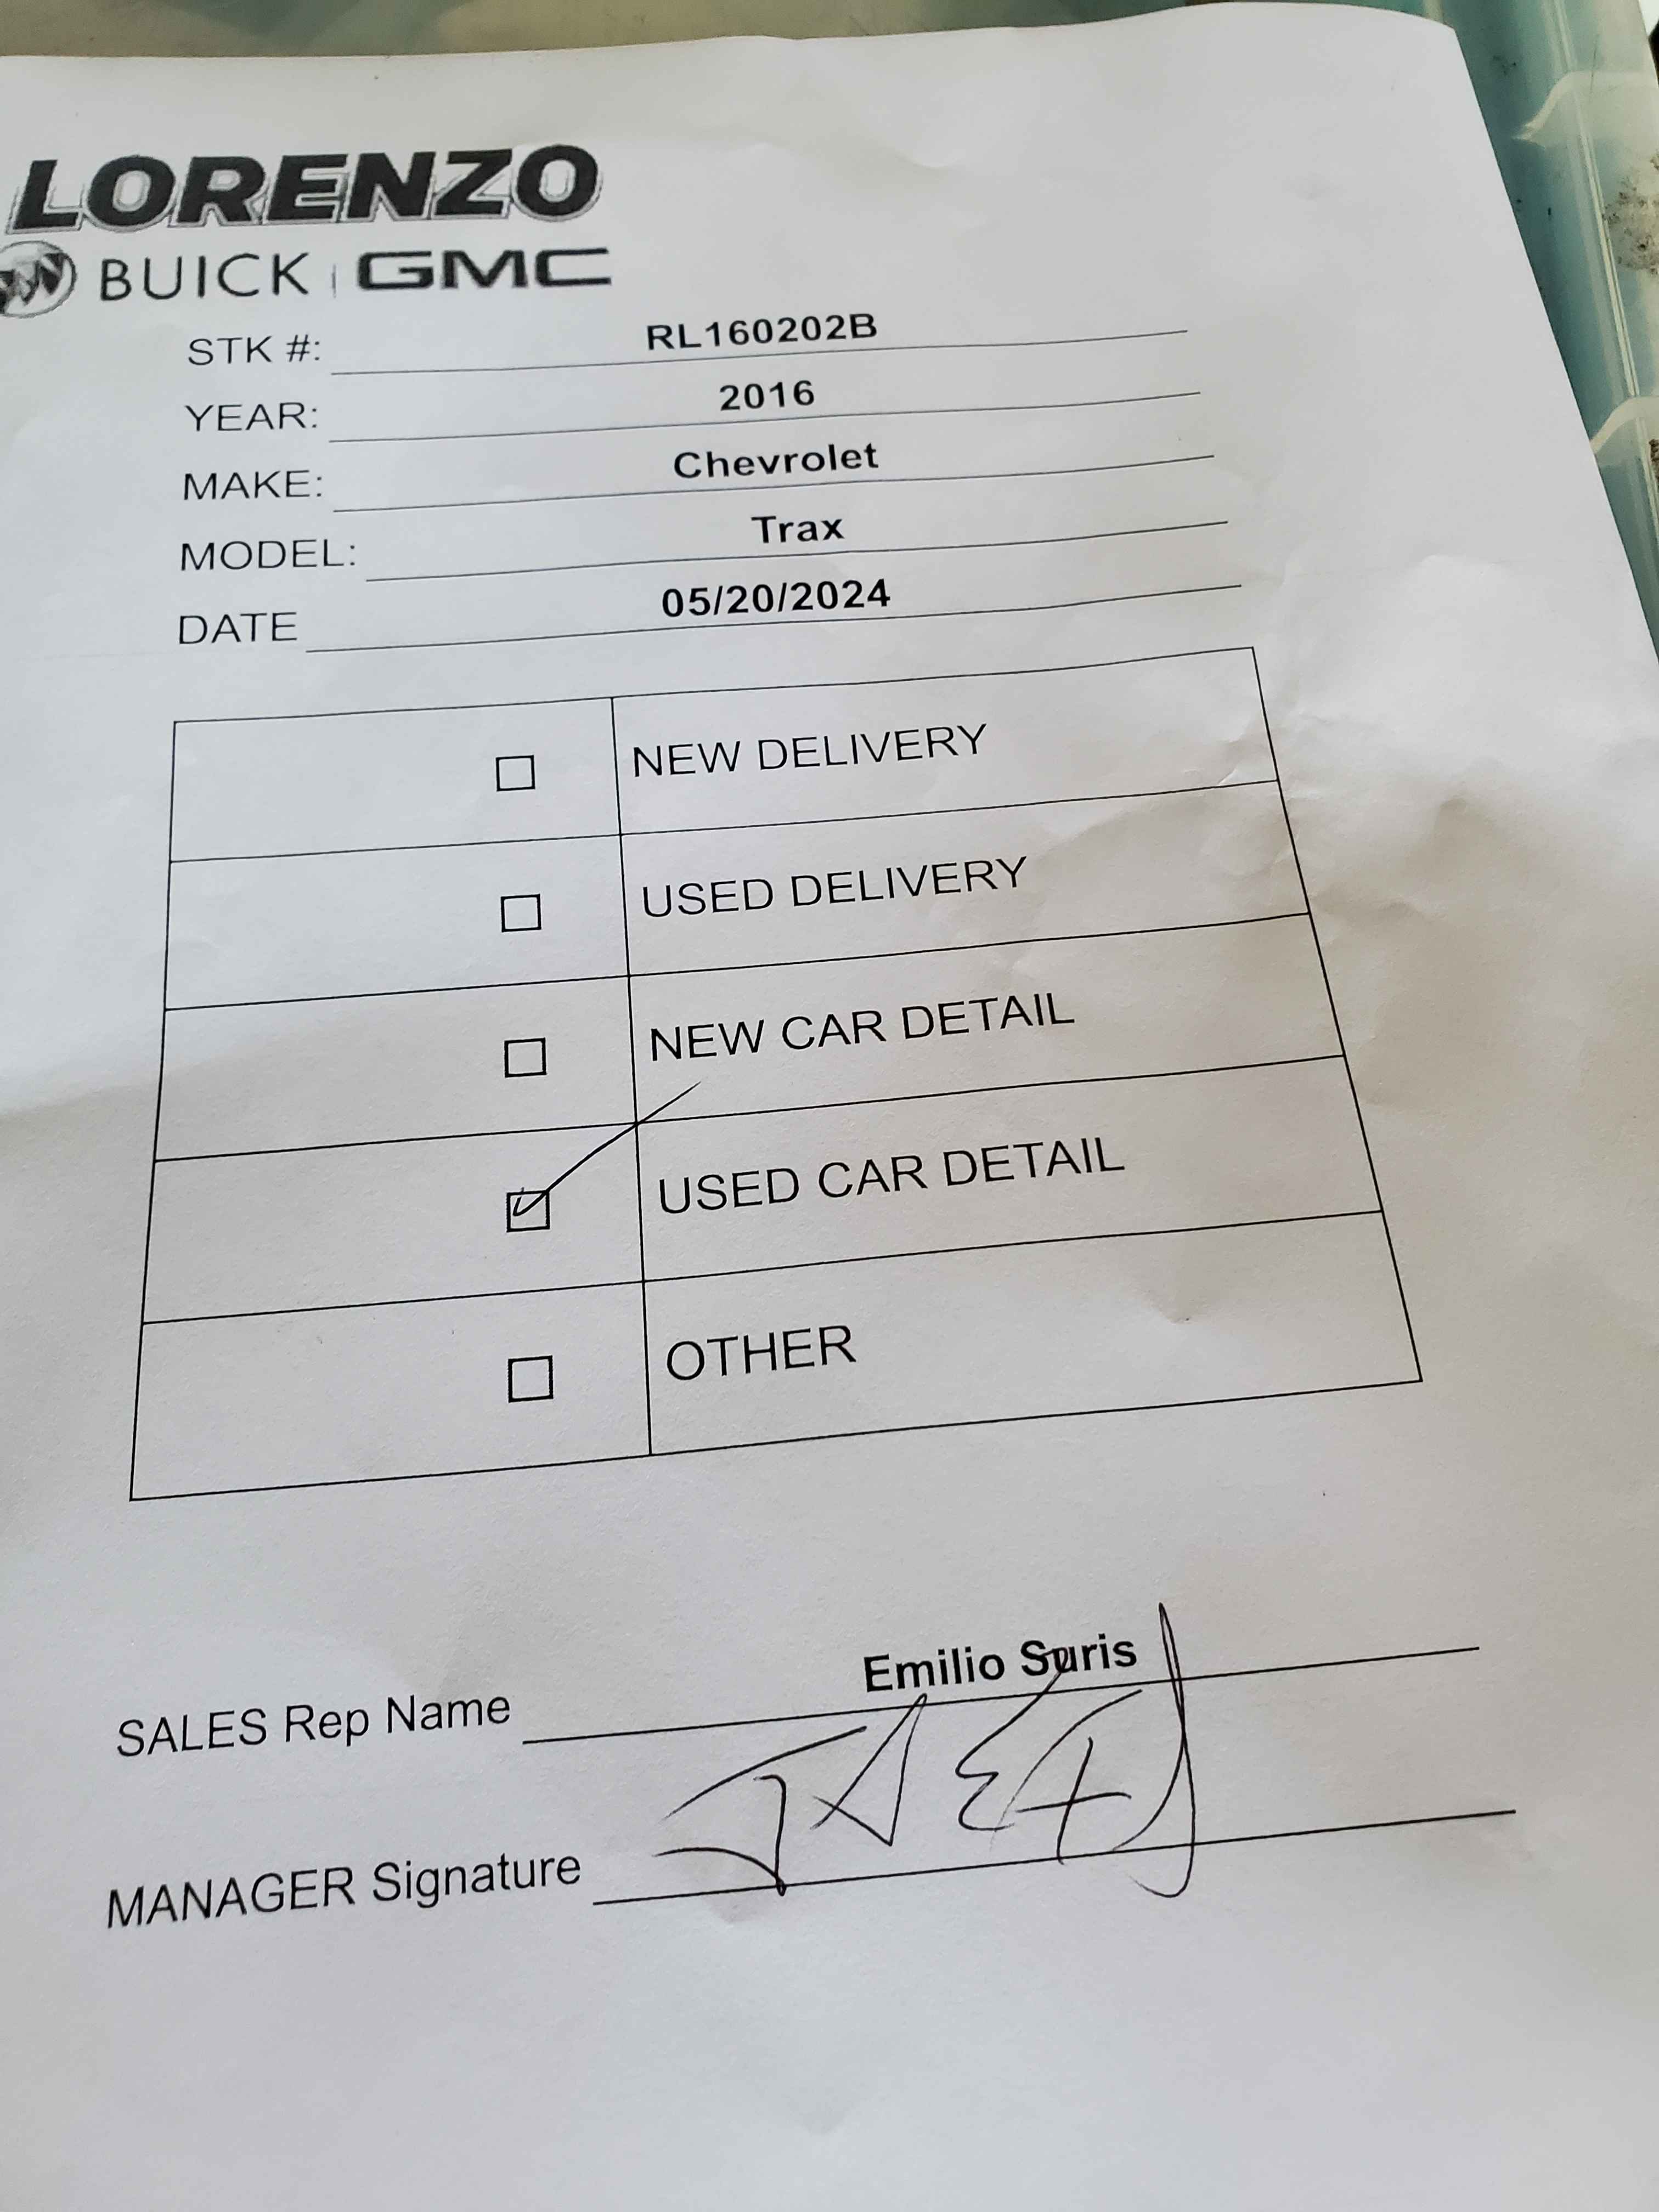 LORENZO
BUICK | GMC
STK #: RL160202B
YEAR: 2016
MAKE: Chevrolet
MODEL: Trax
DATE 05/20/2024
NEW DELIVERY
USED DELIVERY
NEW CAR DETAIL
USED CAR DETAIL
OTHER
SALES Rep Name Emilio Suris
MANAGER Signature